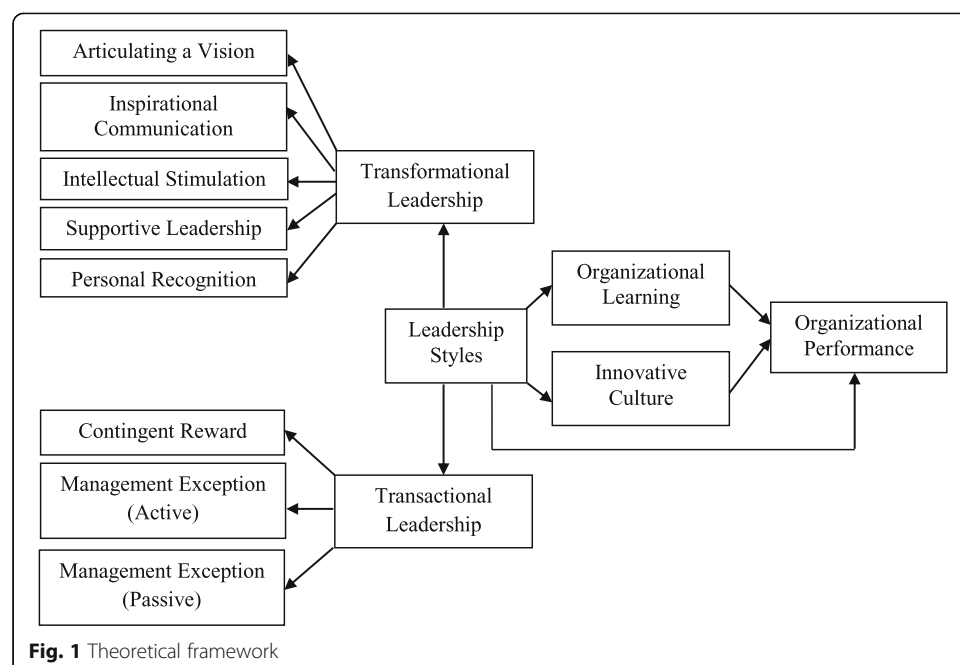 Articulating a Vision
Inspirational
Communication
Intellectual Stimulation
Supportive Leadership
Personal Recognition
Transformational
Leadership
Leadership
Styles
Organizational
Learning
Innovative
Culture
Organizational
Performance
Contingent Reward
Management Exception
(Active)
Management Exception
(Passive)
Transactional
Leadership
Fig. 1 Theoretical framework